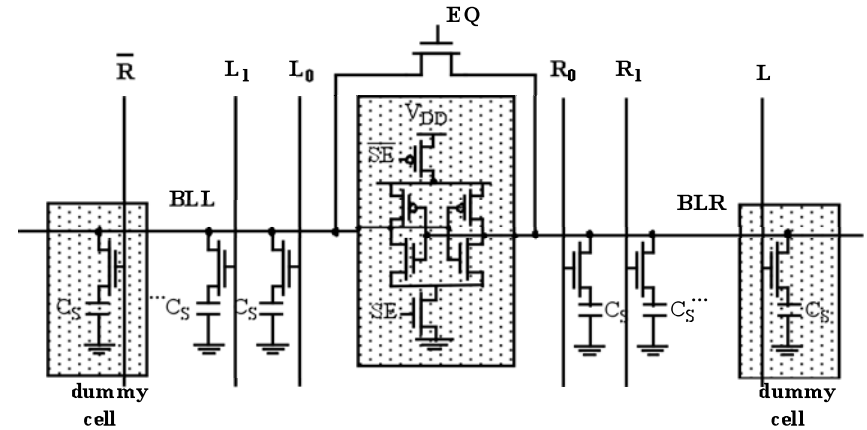 EQ
R̅ L1 L0 R0 R1 L
VDD
S̅E̅
BLL BLR
CS ...CS CS CS CS... CS
SE
dummy cell
dummy cell